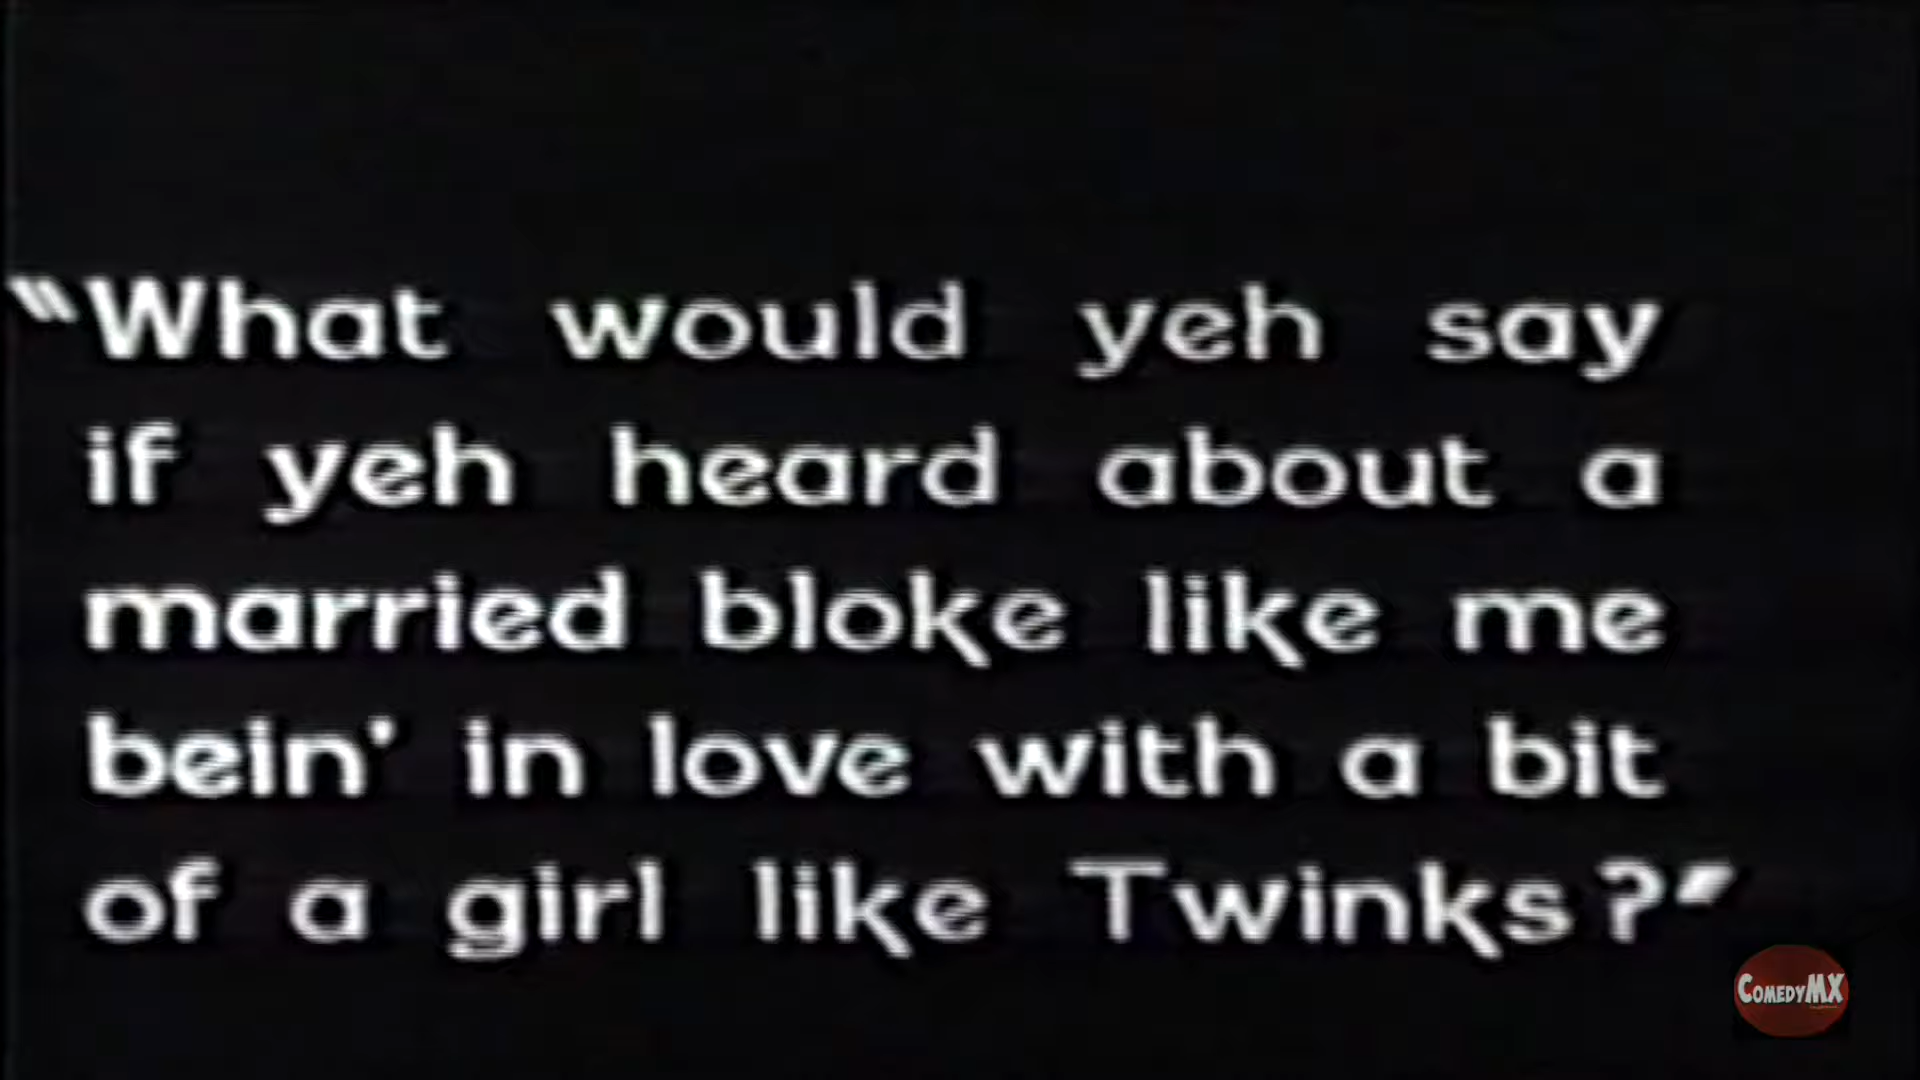 "What would yeh say
if yeh heard about a
married bloke like me
bein' in love with a bit
of a girl like Twinks?"
COMEDYMX